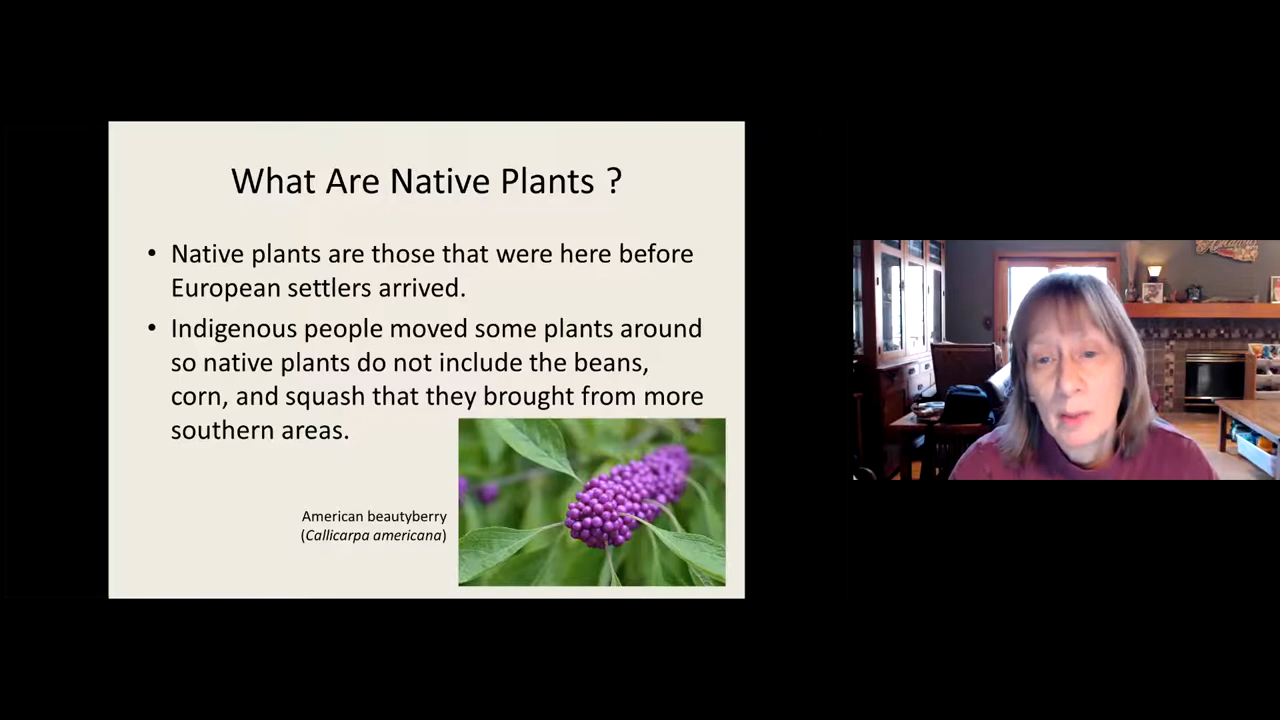 What Are Native Plants ?
• Native plants are those that were here before
European settlers arrived.
• Indigenous people moved some plants around
so native plants do not include the beans,
corn, and squash that they brought from more
southern areas.
American beautyberry
(Callicarpa americana)